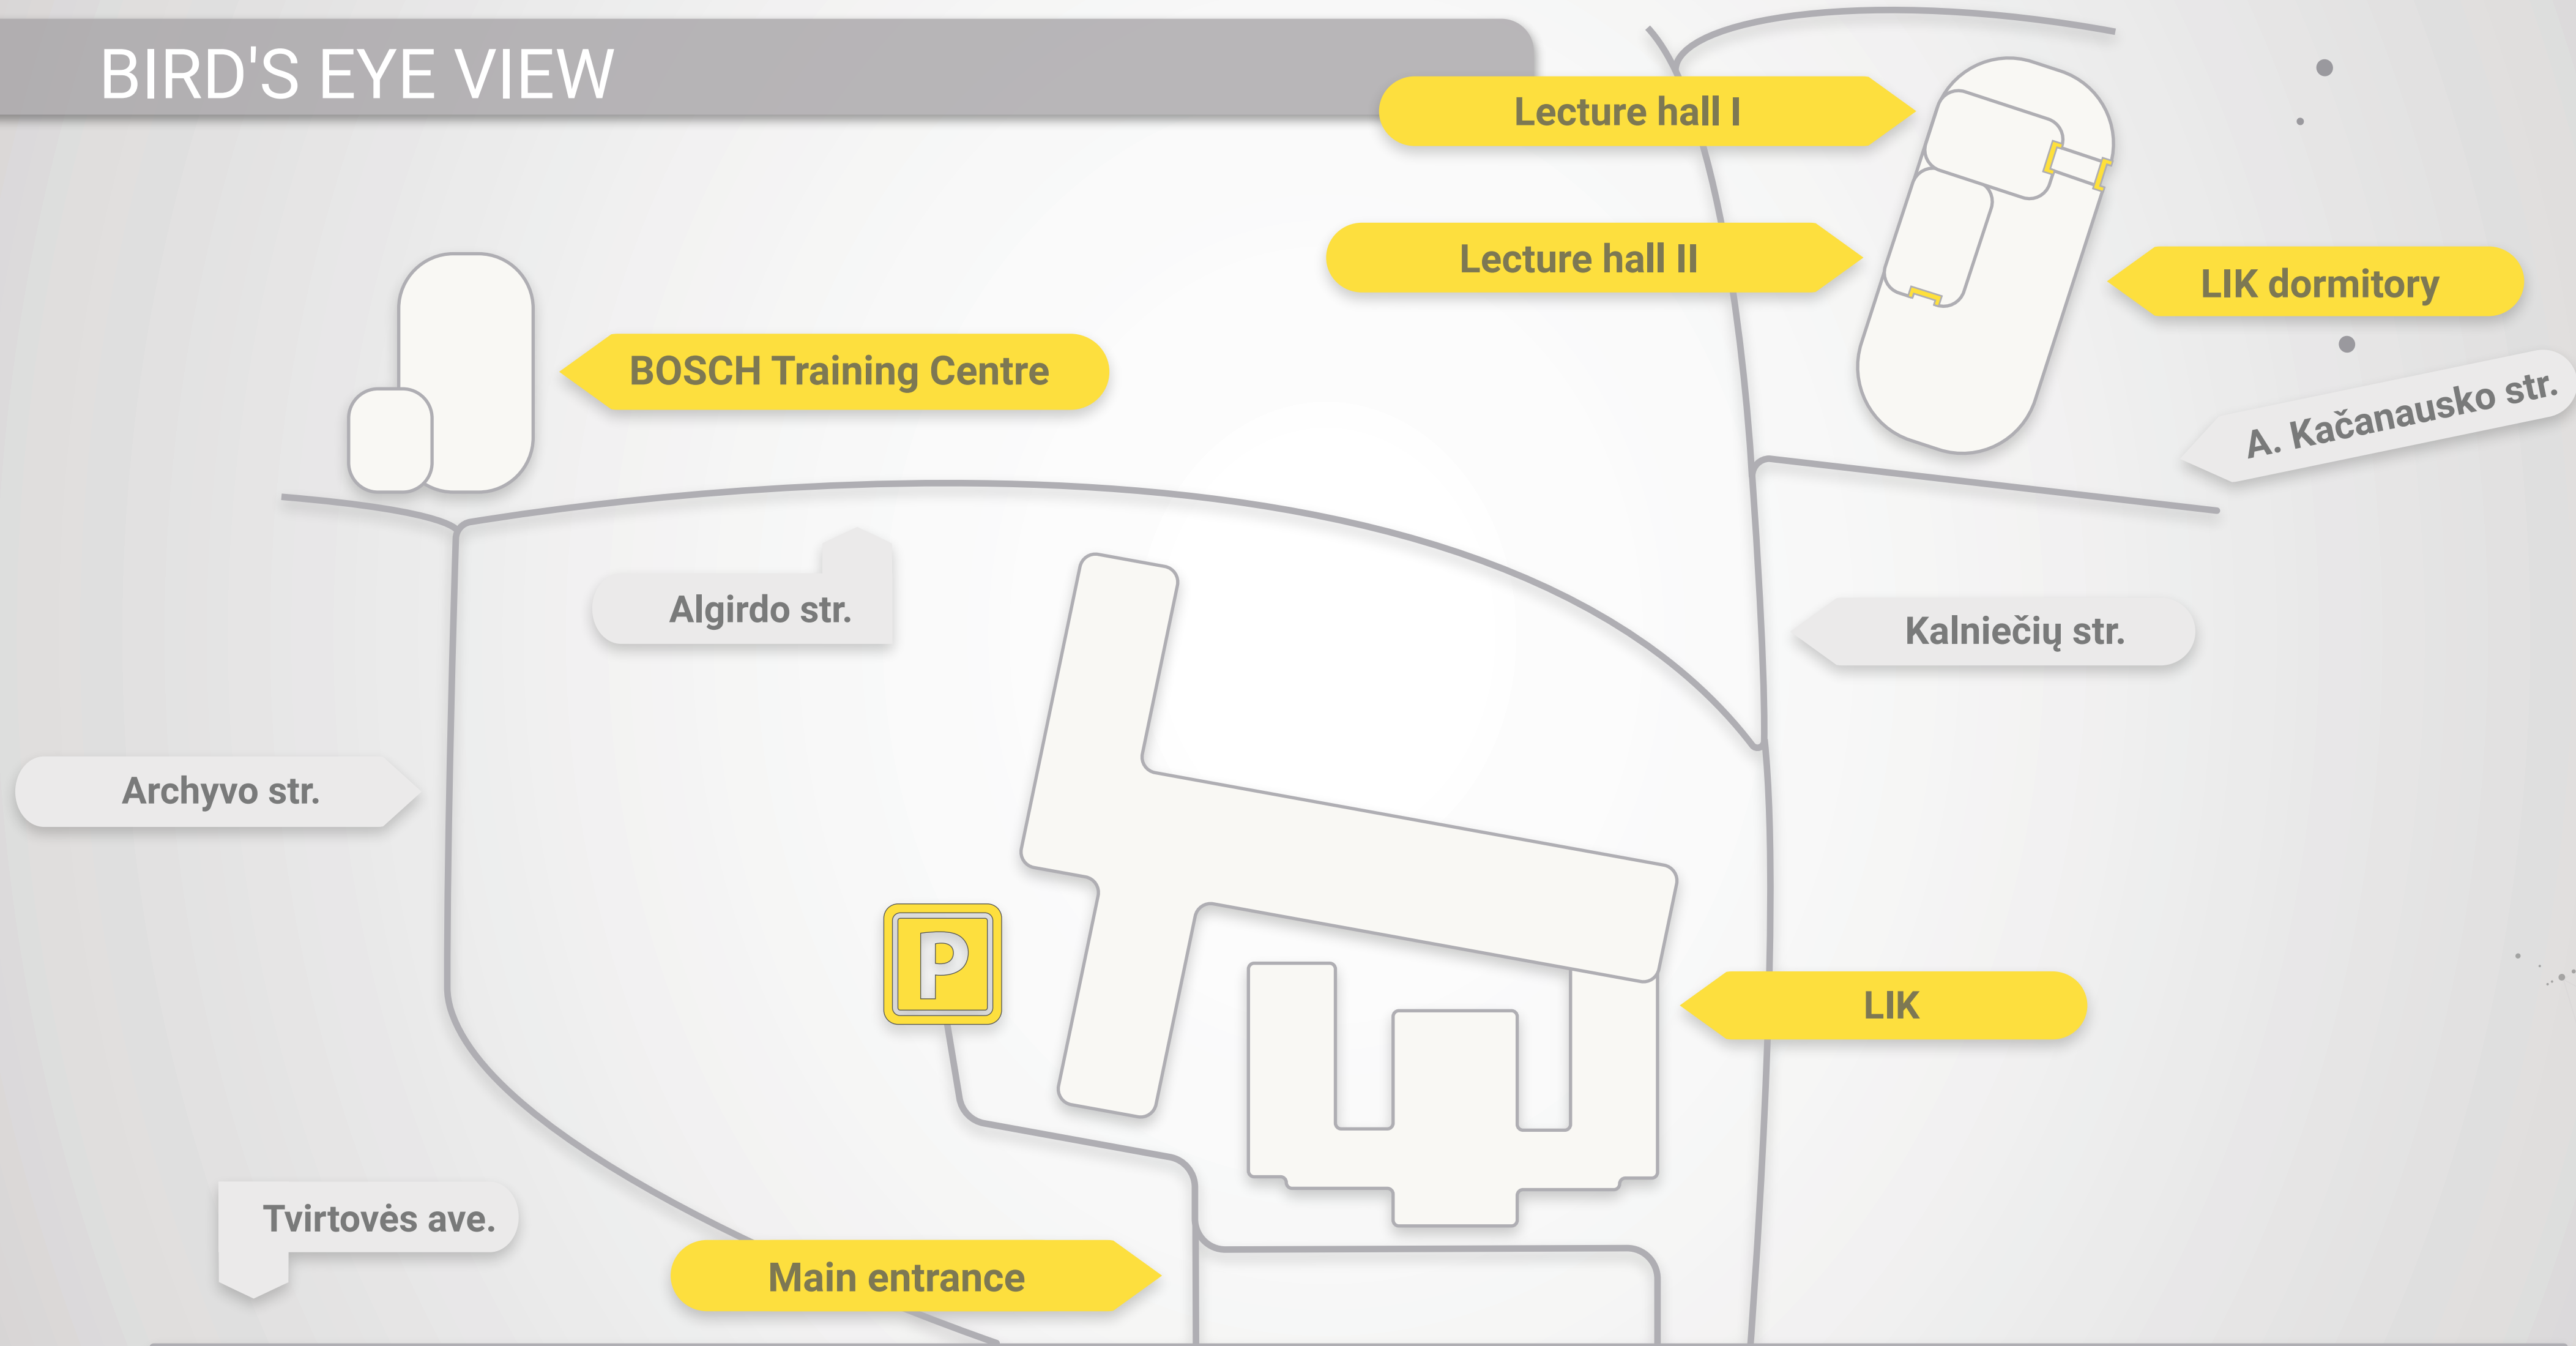 BIRD'S EYE VIEW
Lecture hall I
Lecture hall II
LIK dormitory
BOSCH Training Centre
A. Kačanausko str.
Algirdo str.
Kalniečių str.
Archyvo str.
P
LIK
Tvirtovės ave.
Main entrance